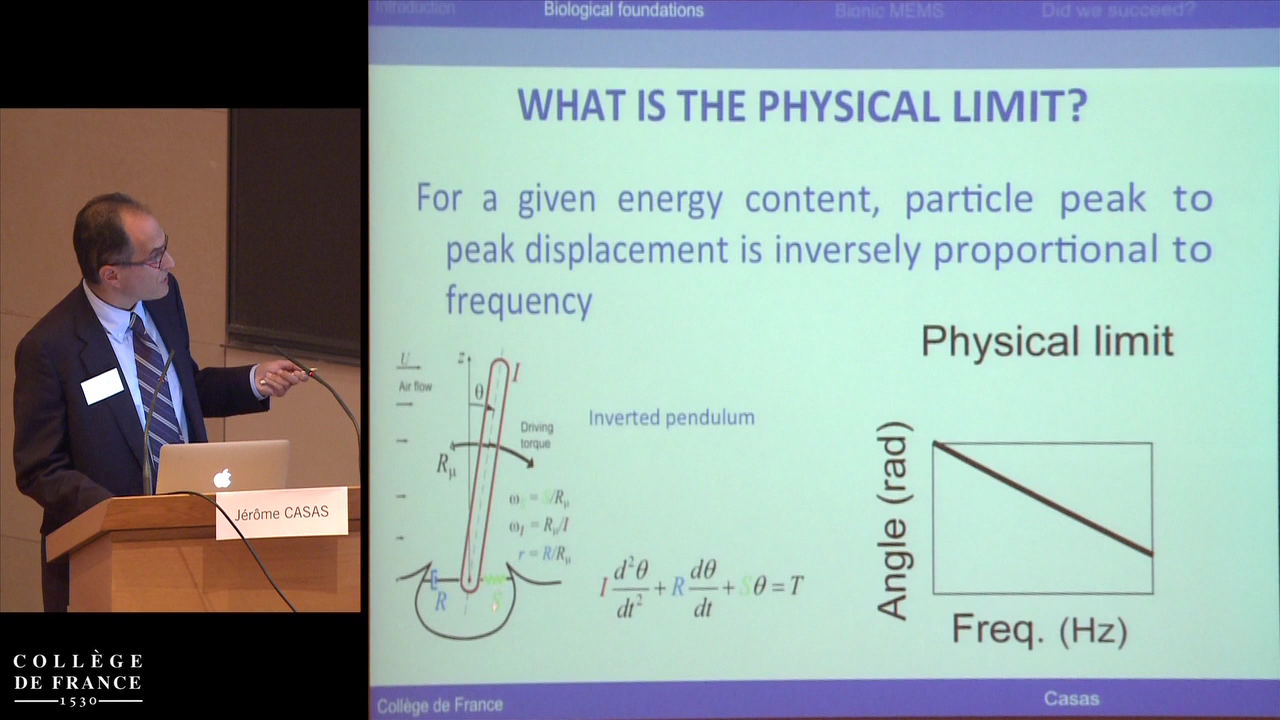 Introduction
Biological foundations
Bionic MEMS
Did we succeed?
WHAT IS THE PHYSICAL LIMIT?
For a given energy content, particle peak to
peak displacement is inversely proportional to
frequency
Physical limit
U
Air flow
z
θ
I
Driving
torque
Rμ
Inverted pendulum
ω = S/Rμ
ωI = Rμ/I
r = R/Rμ
R
S
I d²θ/dt² + R dθ/dt + Sθ = T
Angle (rad)
Freq. (Hz)
Collège de France
Casas
Jérôme CASAS
COLLÈGE
DE FRANCE
1530